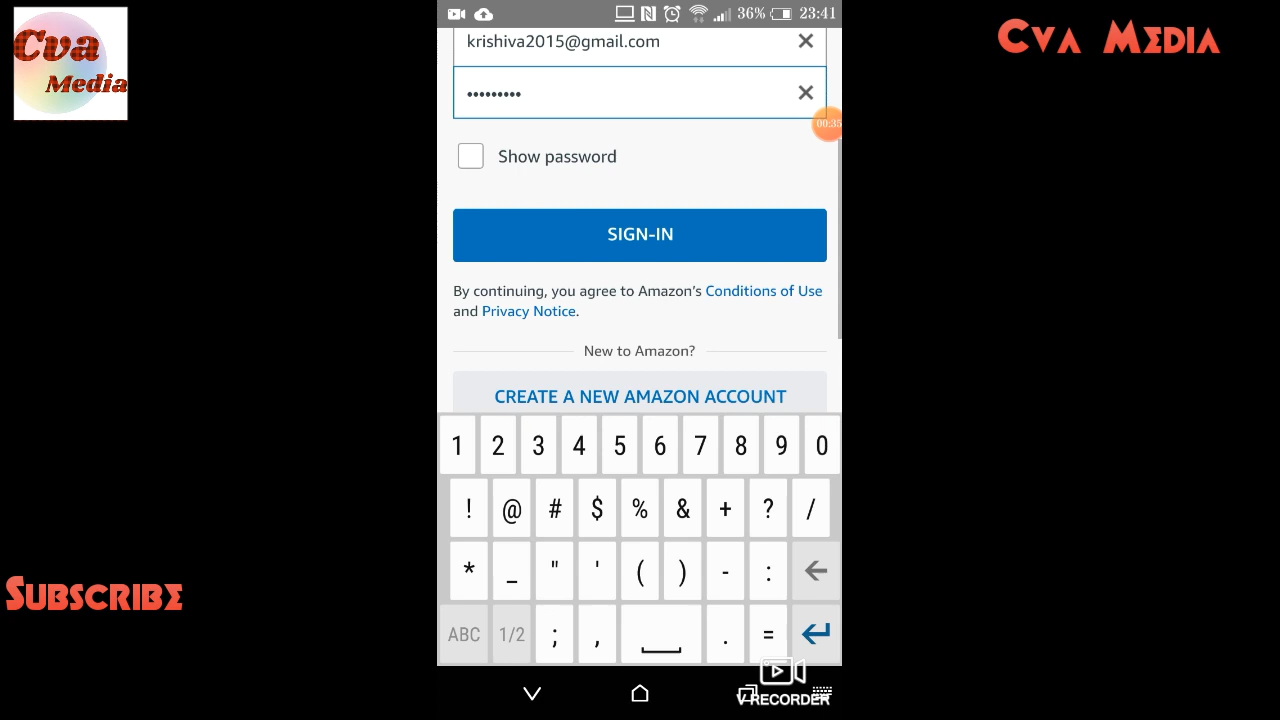 Cva
Media
Cva Media
36% 23:41
krishiva2015@gmail.com
•••••••••
00:35
Show password
SIGN-IN
By continuing, you agree to Amazon's Conditions of Use
and Privacy Notice.
New to Amazon?
CREATE A NEW AMAZON ACCOUNT
1 2 3 4 5 6 7 8 9 0
! @ # $ % & + ? /
* _ " ' ( ) - :
ABC 1/2 ; , . =
Subscribe
V RECORDER